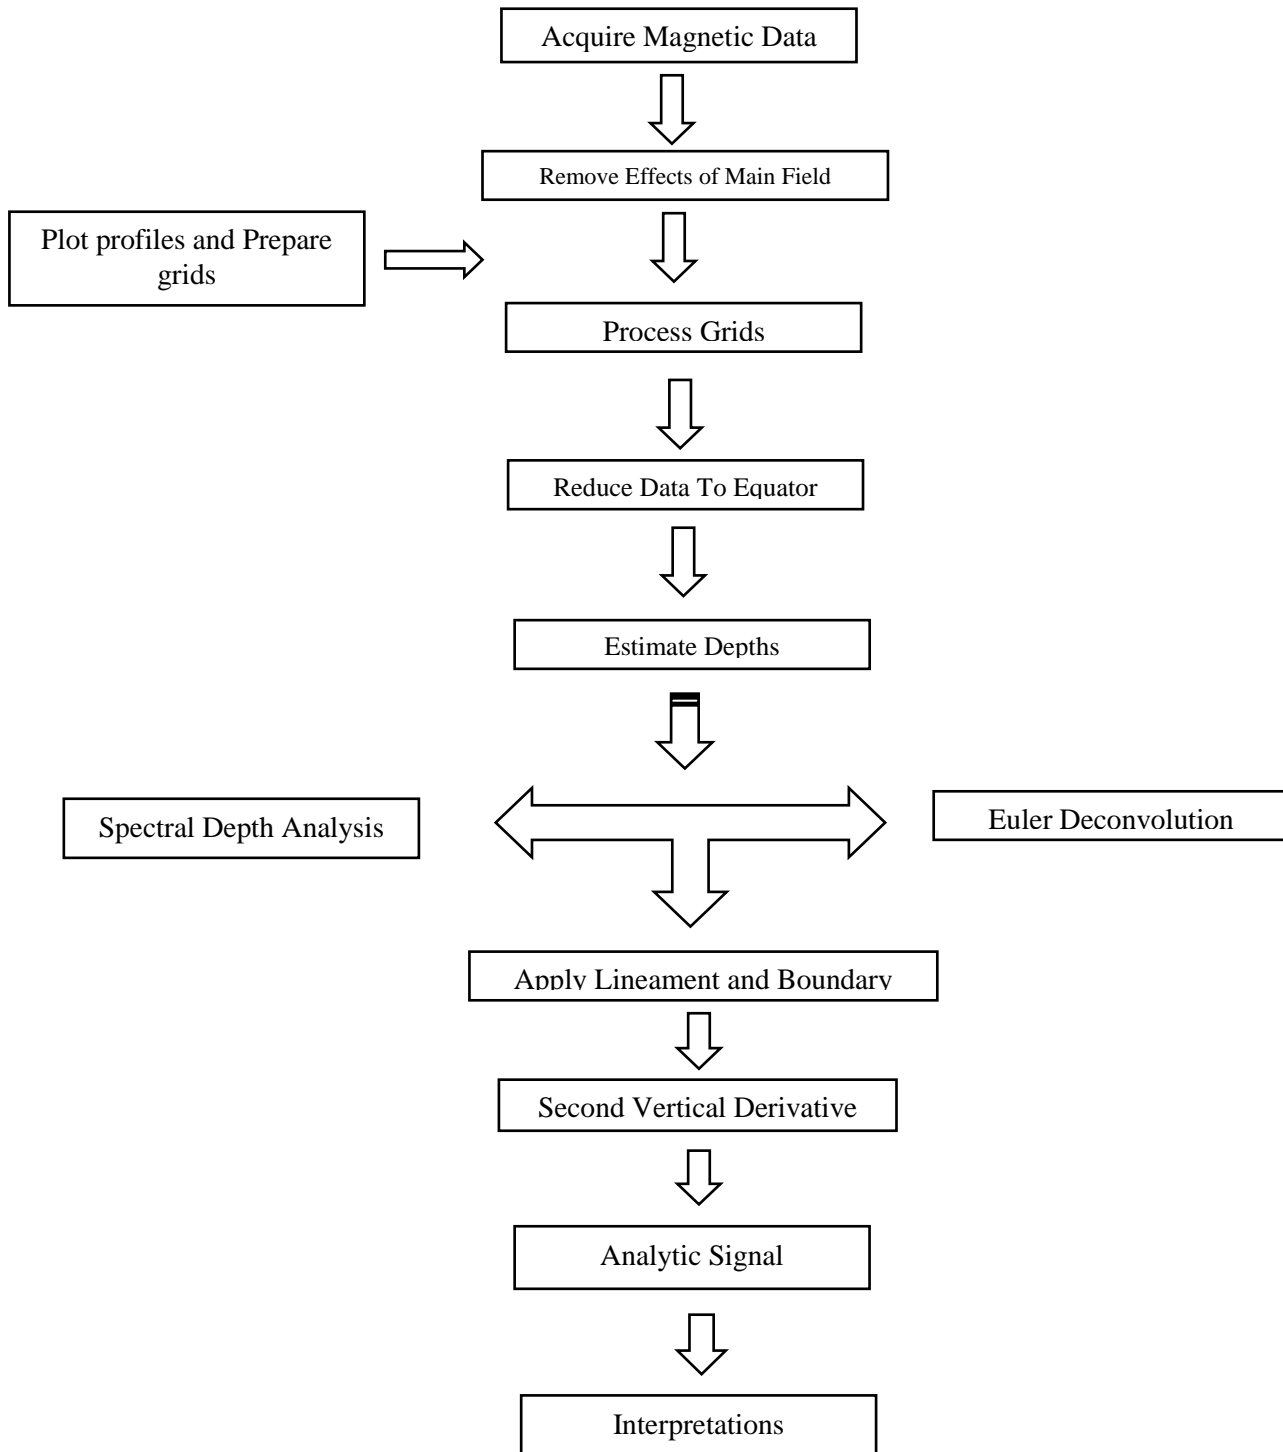 Acquire Magnetic Data
Remove Effects of Main Field
Plot profiles and Prepare
grids
Process Grids
Reduce Data To Equator
Estimate Depths
Spectral Depth Analysis
Euler Deconvolution
Apply Lineament and Boundary
Second Vertical Derivative
Analytic Signal
Interpretations